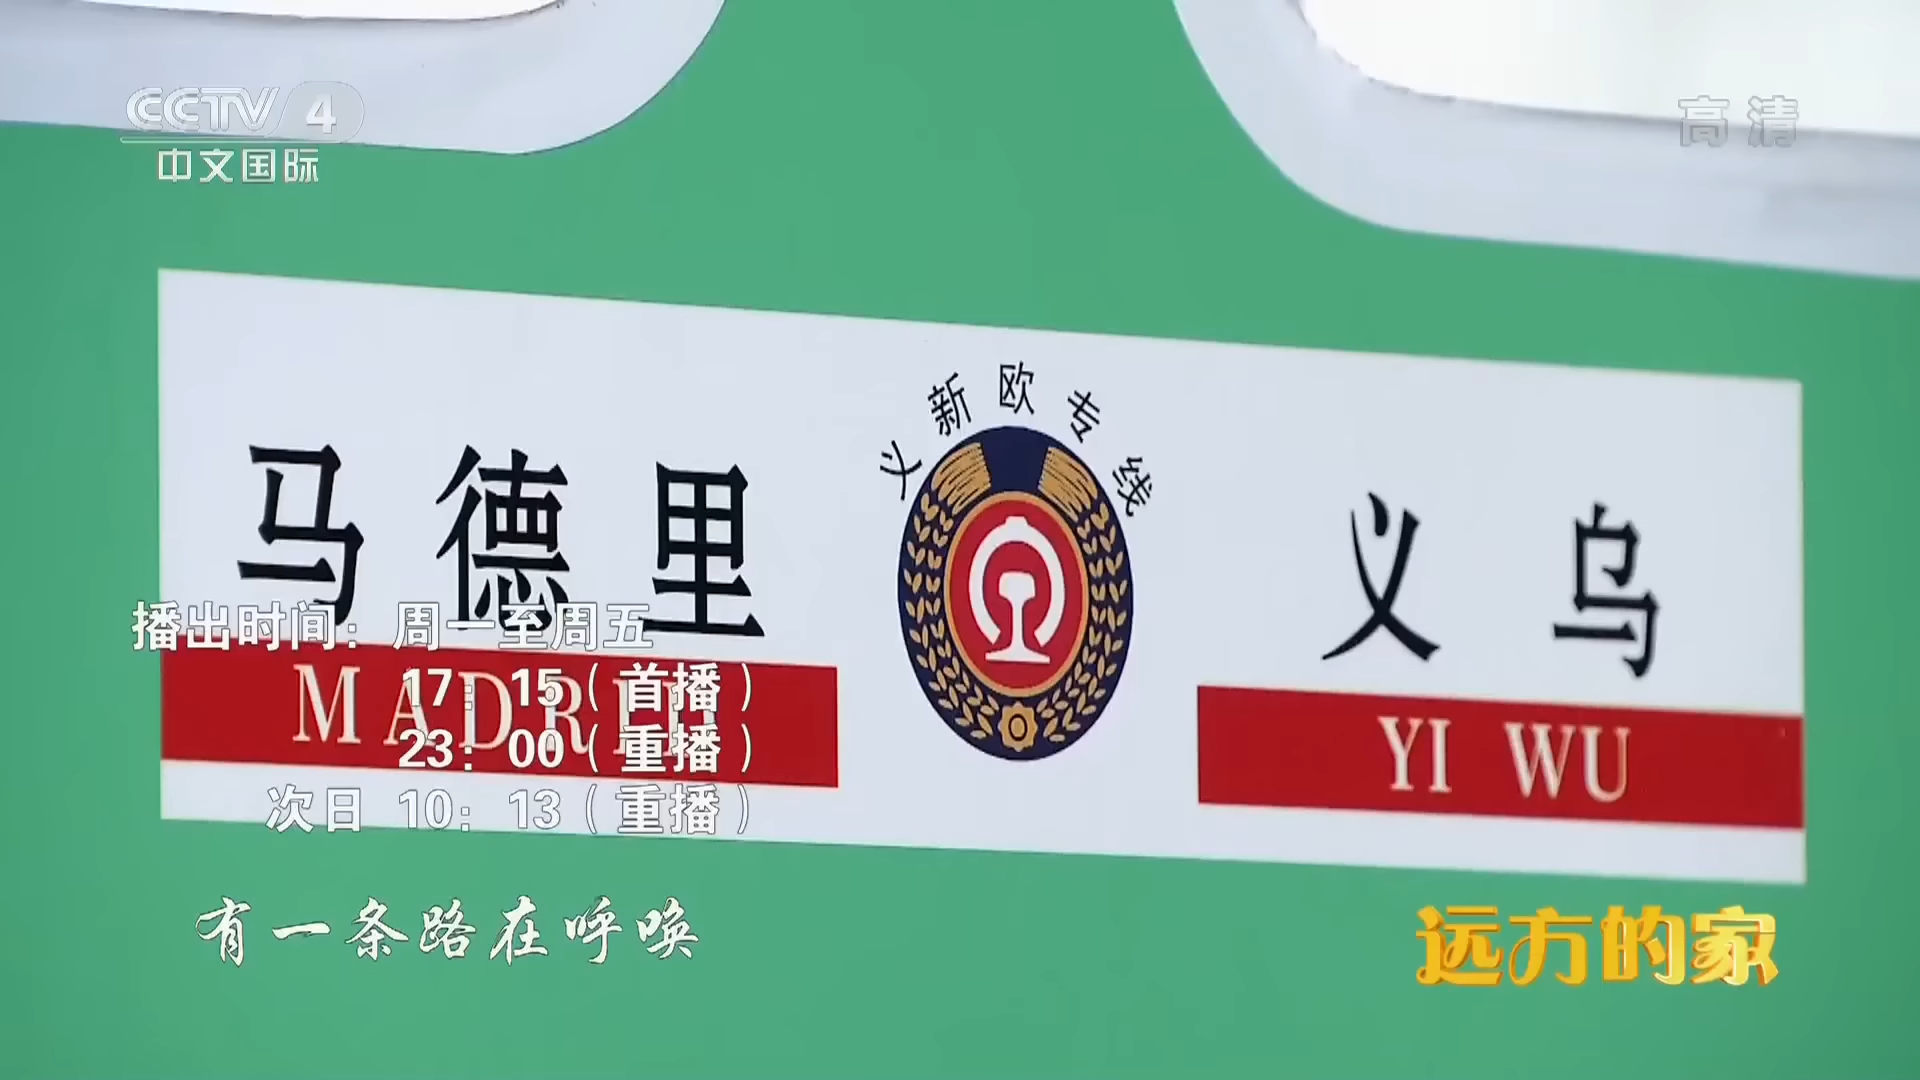 CCTV 4
中文国际
高清
义新欧专线
马德里
义乌
MADRID
YI WU
播出时间：周一至周五
17：15（首播）
23：00（重播）
次日 10：13（重播）
有一条路在呼唤
远方的家